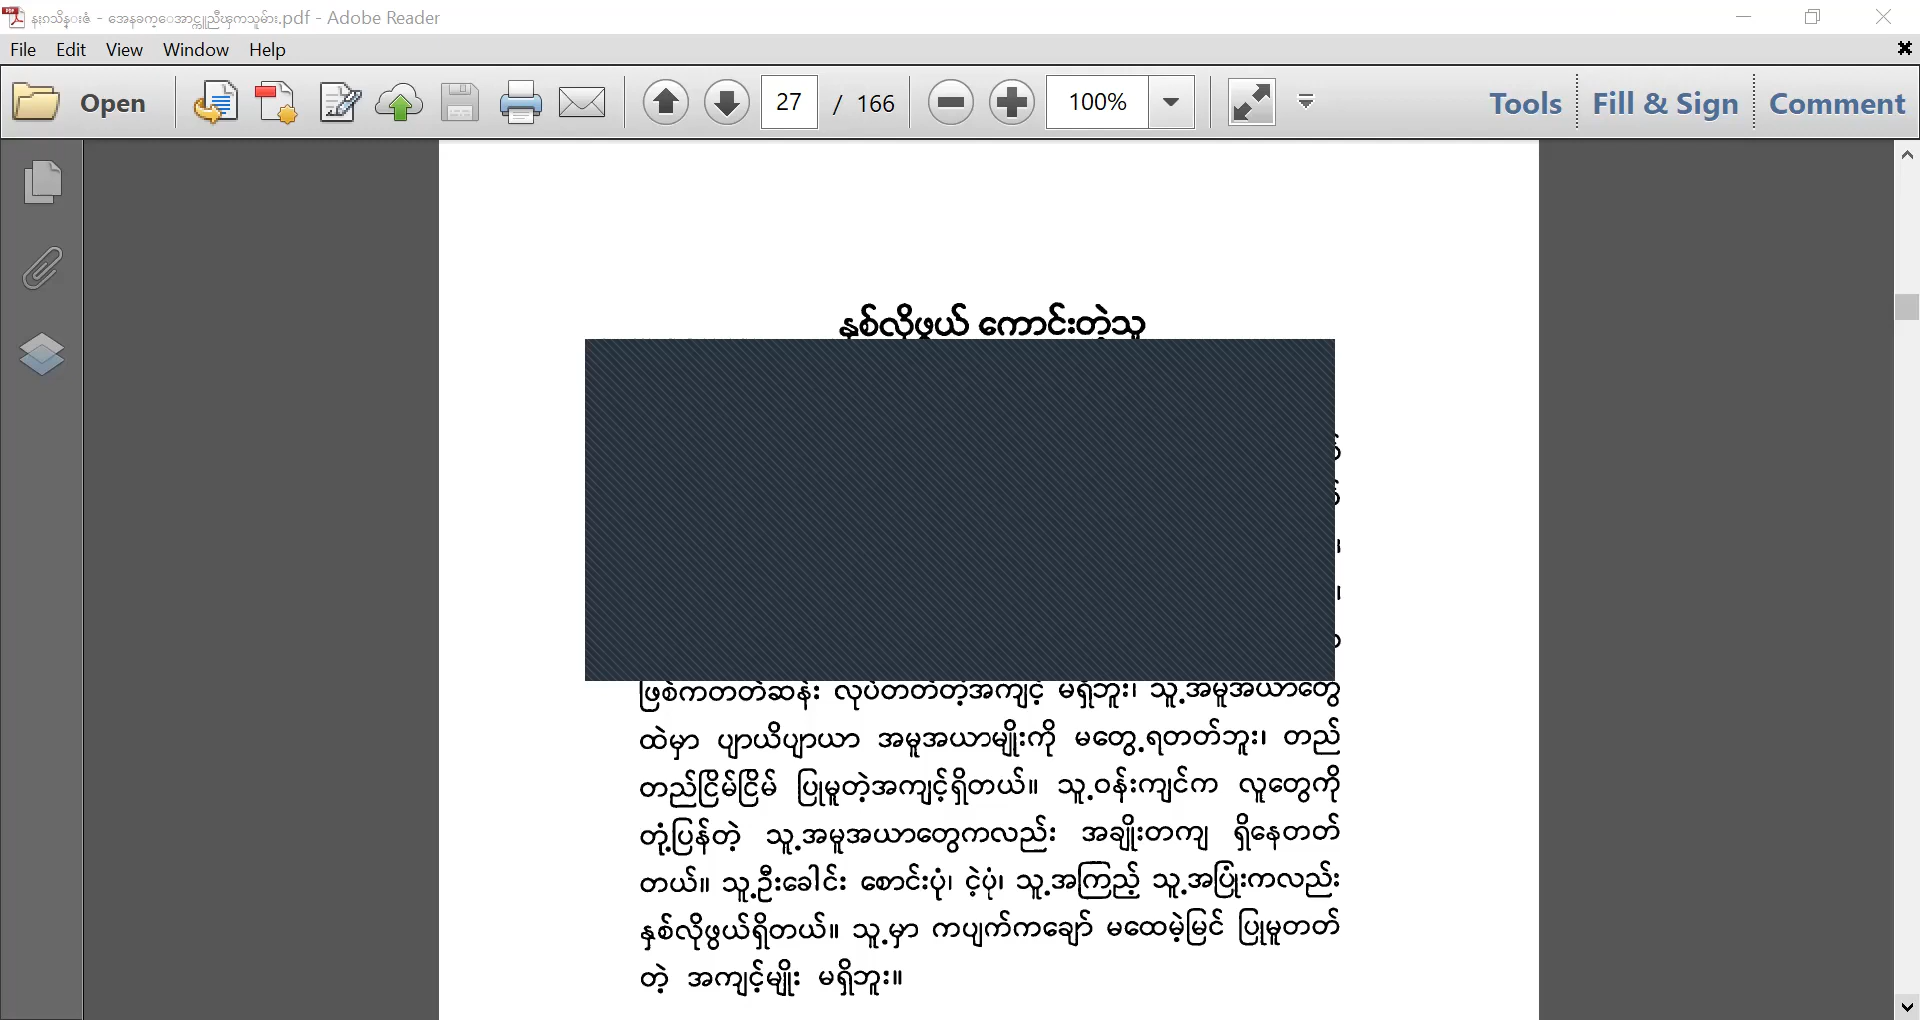 .pdf - Adobe Reader
File Edit View Window Help
Open 27 / 166 100% Tools Fill & Sign Comment
နှစ်လိုဖွယ် ကောင်းတဲ့သူ
ဖြစ်ကတတ်ဆန်း လုပ်တတ်တဲ့အကျင့် မရှိဘူး၊ သူ့အမူအယာတွေ
ထဲမှာ ပျာယိပျာယာ အမူအယာမျိုးကို မတွေ့ရတတ်ဘူး၊ တည်
တည်ငြိမ်ငြိမ် ပြုမူတဲ့အကျင့်ရှိတယ်။ သူ့ဝန်းကျင်က လူတွေကို
တုံ့ပြန်တဲ့ သူ့အမူအယာတွေကလည်း အချိုးတကျ ရှိနေတတ်
တယ်။ သူ့ဦးခေါင်း စောင်းပုံ၊ ငဲ့ပုံ၊ သူ့အကြည့် သူ့အပြုံးကလည်း
နှစ်လိုဖွယ်ရှိတယ်။ သူ့မှာ ကပျက်ကချော် မထေမဲ့မြင် ပြုမူတတ်
တဲ့ အကျင့်မျိုး မရှိဘူး။